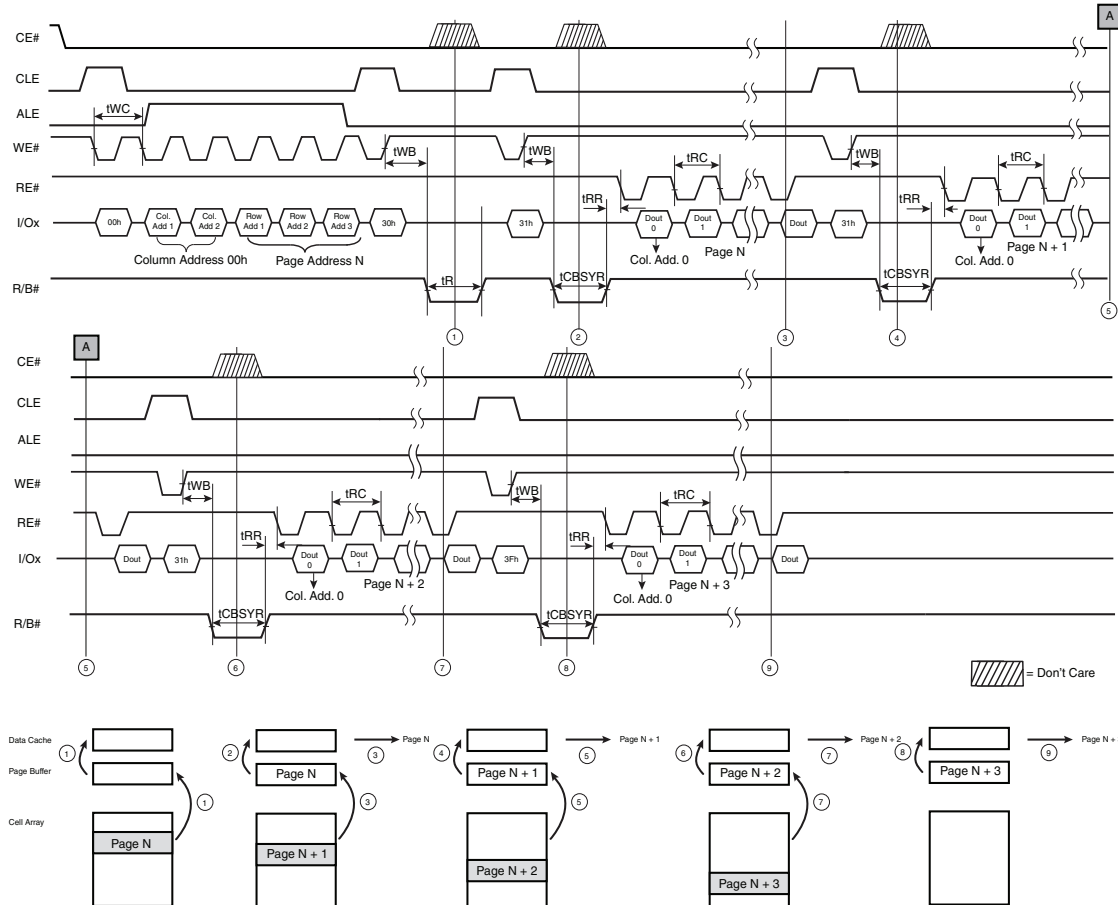 A
CE#
CLE
tWC
ALE
WE#
tWB
tWB
tWB
RE#
tRC
tRC
tRR
tRR
I/Ox
00h
Col. Add 1
Col. Add 2
Row Add 1
Row Add 2
Row Add 3
30h
31h
Dout 0
Dout 1
Dout
31h
Dout 0
Dout 1
Column Address 00h
Page Address N
Col. Add. 0
Page N
Col. Add. 0
Page N + 1
R/B#
tR
tCBSYR
tCBSYR
1
2
3
4
5
A
CE#
CLE
ALE
WE#
tWB
tWB
RE#
tRC
tRC
tRR
tRR
I/Ox
Dout
31h
Dout 0
Dout 1
Dout
3Fh
Dout 0
Dout 1
Dout
Page N + 2
Page N + 3
Col. Add. 0
Col. Add. 0
R/B#
tCBSYR
tCBSYR
5
6
7
8
9
= Don't Care
Data Cache
1
2
3
Page N
4
5
Page N + 1
6
7
Page N + 2
8
9
Page N +
Page Buffer
Page N
Page N + 1
Page N + 2
Page N + 3
1
3
5
7
Cell Array
Page N
Page N + 1
Page N + 2
Page N + 3